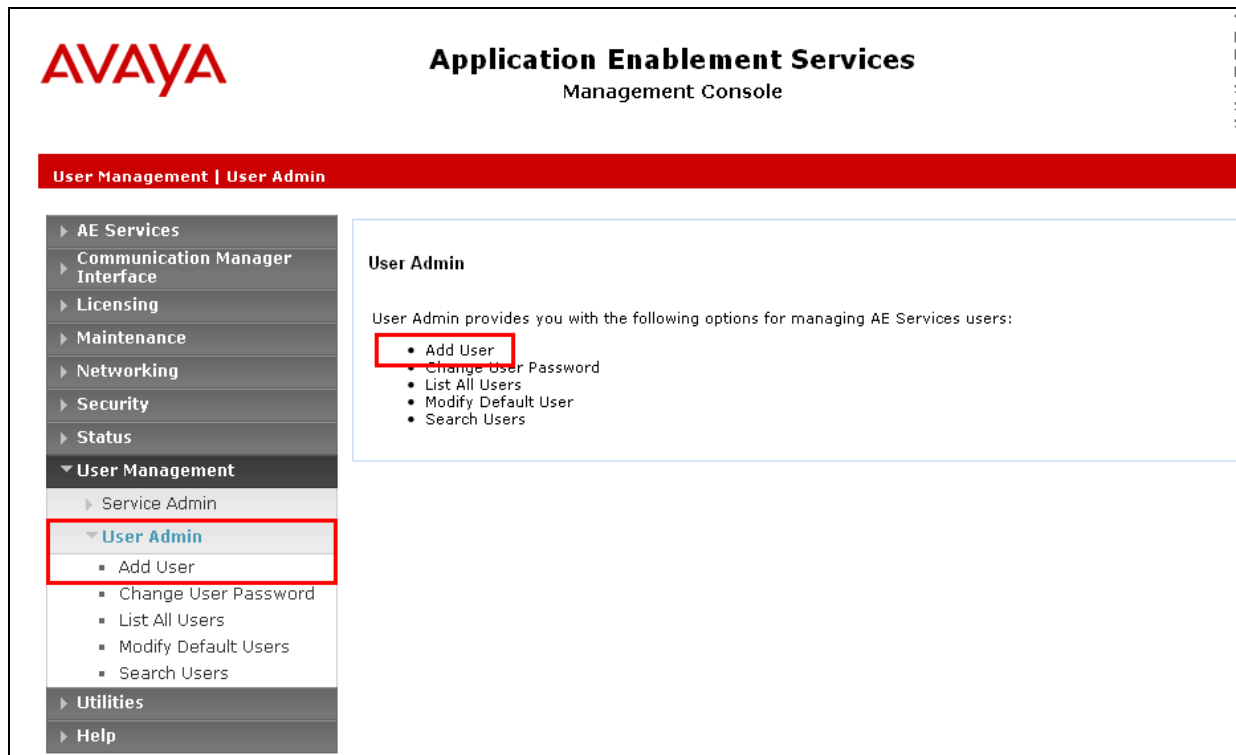 AVAYA
Application Enablement Services
Management Console
User Management | User Admin
AE Services
Communication Manager
Interface
Licensing
Maintenance
Networking
Security
Status
User Management
Service Admin
User Admin
Add User
Change User Password
List All Users
Modify Default Users
Search Users
Utilities
Help
User Admin
User Admin provides you with the following options for managing AE Services users:
Add User
Change User Password
List All Users
Modify Default User
Search Users